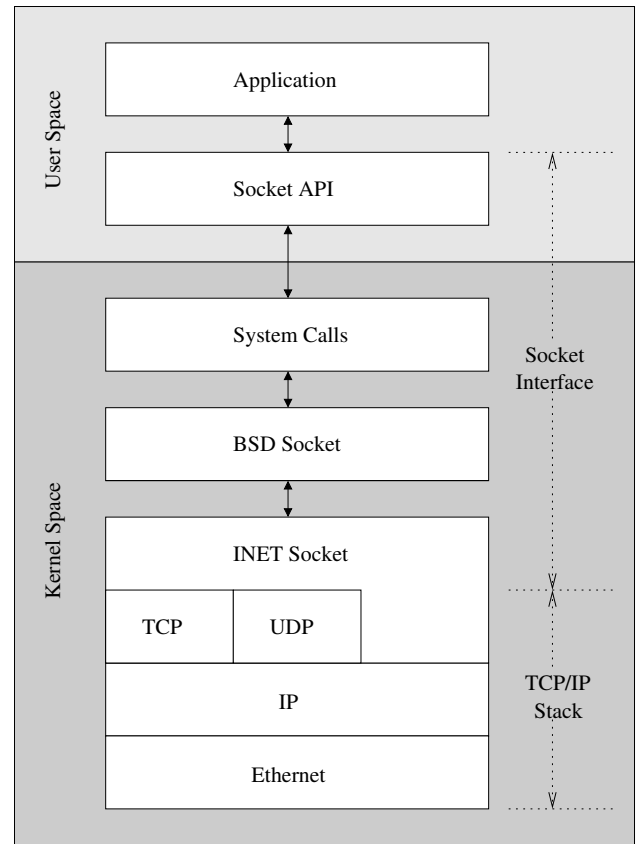 User Space
Application
Socket API
Kernel Space
System Calls
BSD Socket
INET Socket
TCP
UDP
IP
Ethernet
Socket
Interface
TCP/IP
Stack